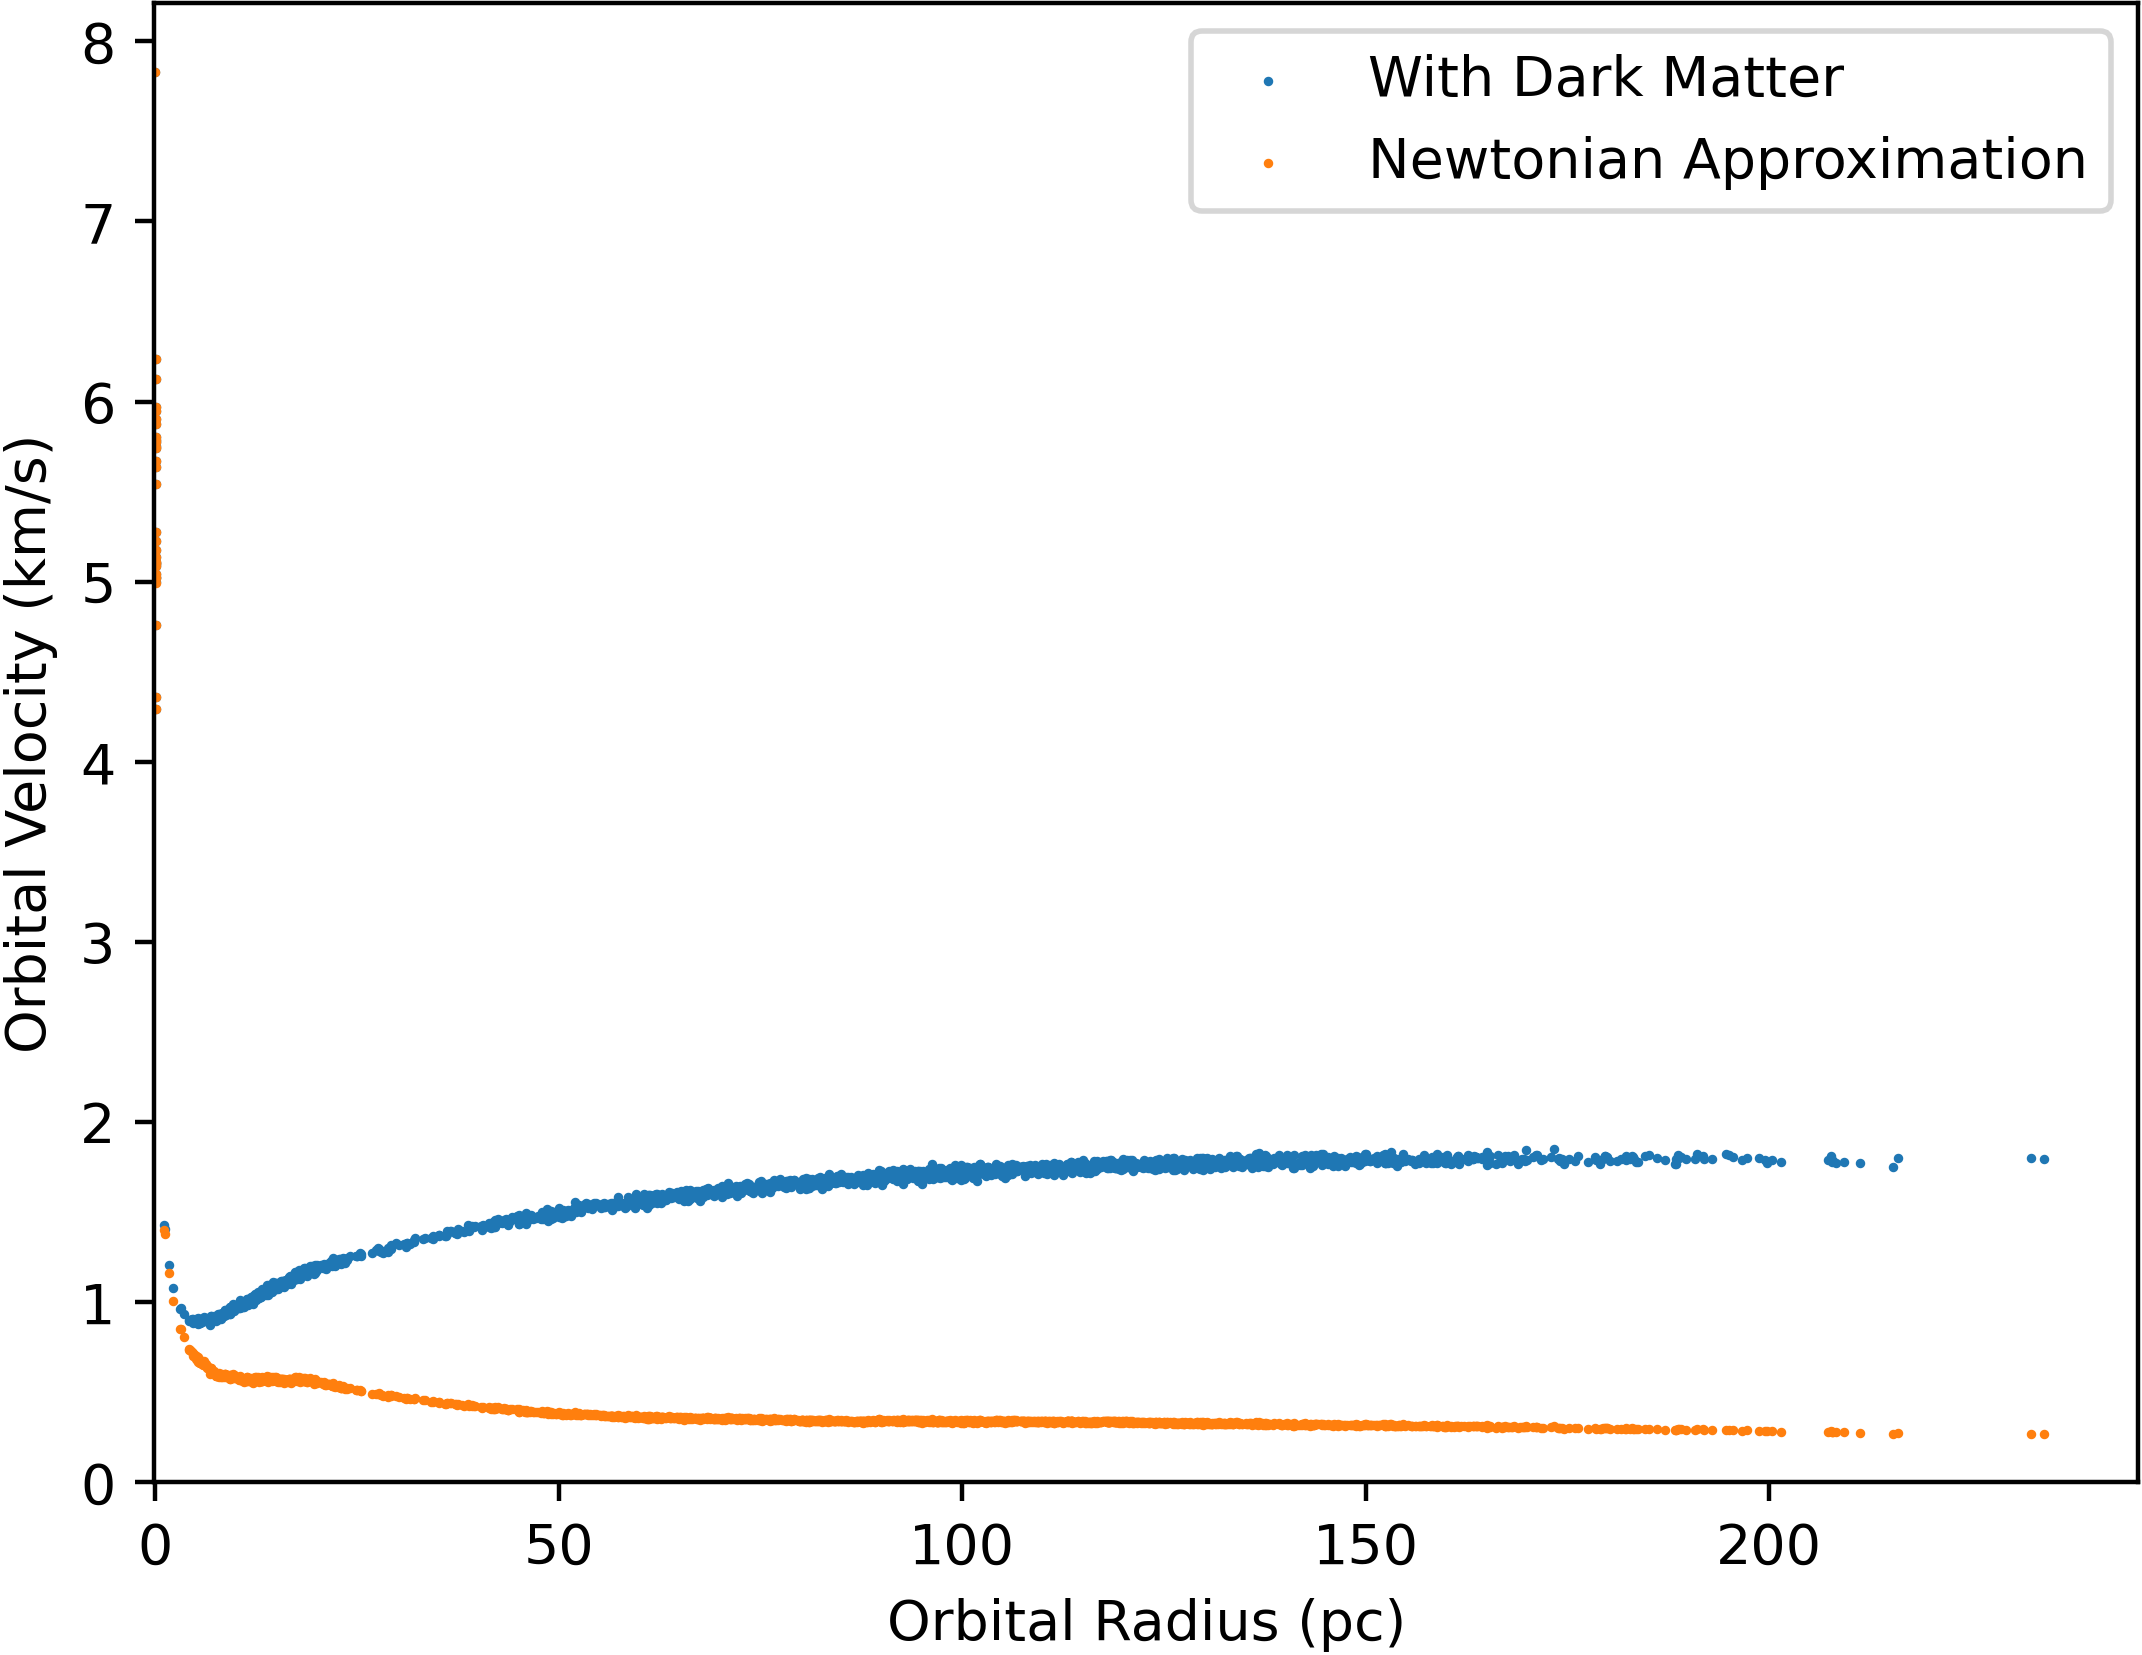 With Dark Matter
Newtonian Approximation
8
7
6
5
4
3
2
1
0
Orbital Velocity (km/s)
0 50 100 150 200
Orbital Radius (pc)